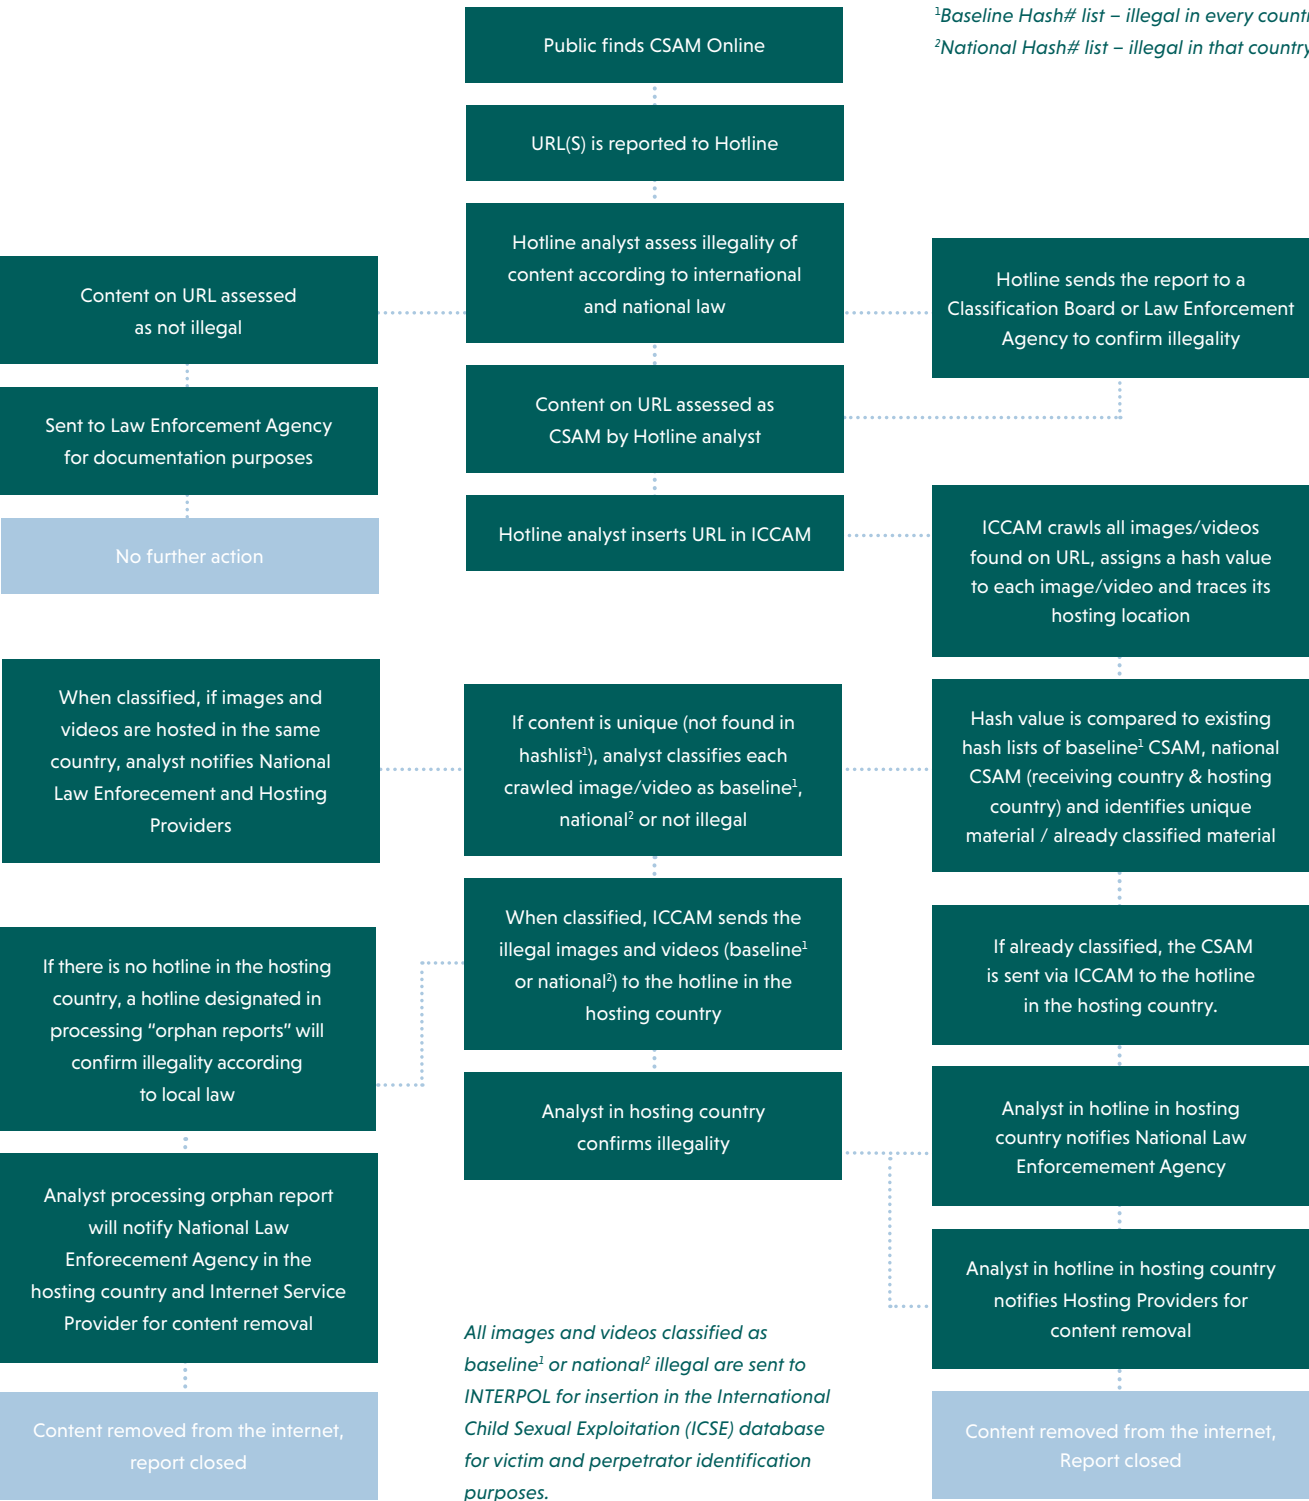 Public finds CSAM Online
¹Baseline Hash# list – illegal in every
²National Hash# list – illegal in that country
URL(S) is reported to Hotline
Hotline analyst assess illegality of
content according to international
and national law
Content on URL assessed
as not illegal
Hotline sends the report to a
Classification Board or Law Enforcement
Agency to confirm illegality
Sent to Law Enforcement Agency
for documentation purposes
Content on URL assessed as
CSAM by Hotline analyst
No further action
Hotline analyst inserts URL in ICCAM
ICCAM crawls all images/videos
found on URL, assigns a hash value
to each image/video and traces its
hosting location
When classified, if images and
videos are hosted in the same
country, analyst notifies National
Law Enforecement and Hosting
Providers
If content is unique (not found in
hashlist¹), analyst classifies each
crawled image/video as baseline¹,
national² or not illegal
Hash value is compared to existing
hash lists of baseline¹ CSAM, national
CSAM (receiving country & hosting
country) and identifies unique
material / already classified material
When classified, ICCAM sends the
illegal images and videos (baseline¹
or national²) to the hotline in the
hosting country
If already classified, the CSAM
is sent via ICCAM to the hotline
in the hosting country.
If there is no hotline in the hosting
country, a hotline designated in
processing “orphan reports” will
confirm illegality according
to local law
Analyst in hosting country
confirms illegality
Analyst in hotline in hosting
country notifies National Law
Enforcemement Agency
Analyst processing orphan report
will notify National Law
Enforecement Agency in the
hosting country and Internet Service
Provider for content removal
Analyst in hotline in hosting country
notifies Hosting Providers for
content removal
All images and videos classified as
baseline¹ or national² illegal are sent to
INTERPOL for insertion in the International
Child Sexual Exploitation (ICSE) database
for victim and perpetrator identification
purposes.
Content removed from the internet,
report closed
Content removed from the internet,
Report closed